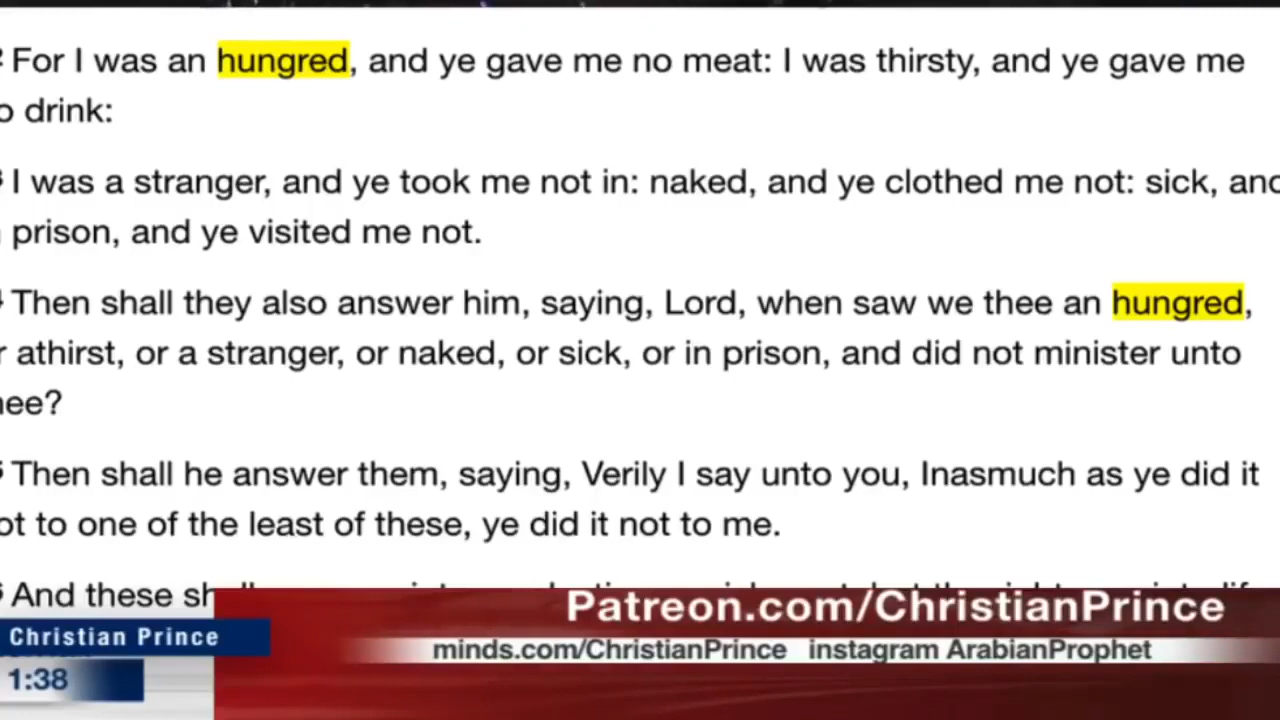 For I was an hungred, and ye gave me no meat: I was thirsty, and ye gave me
drink:
I was a stranger, and ye took me not in: naked, and ye clothed me not: sick,
prison, and ye visited me not.
Then shall they also answer him, saying, Lord, when saw we thee an hungred,
athirst, or a stranger, or naked, or sick, or in prison, and did not minister unto
Then shall he answer them, saying, Verily I say unto you, Inasmuch as ye did it
to one of the least of these, ye did it not to me.
And these
Patreon.com/ChristianPrince
Christian Prince
minds.com/ChristianPrince instagram ArabianProphet
1:38